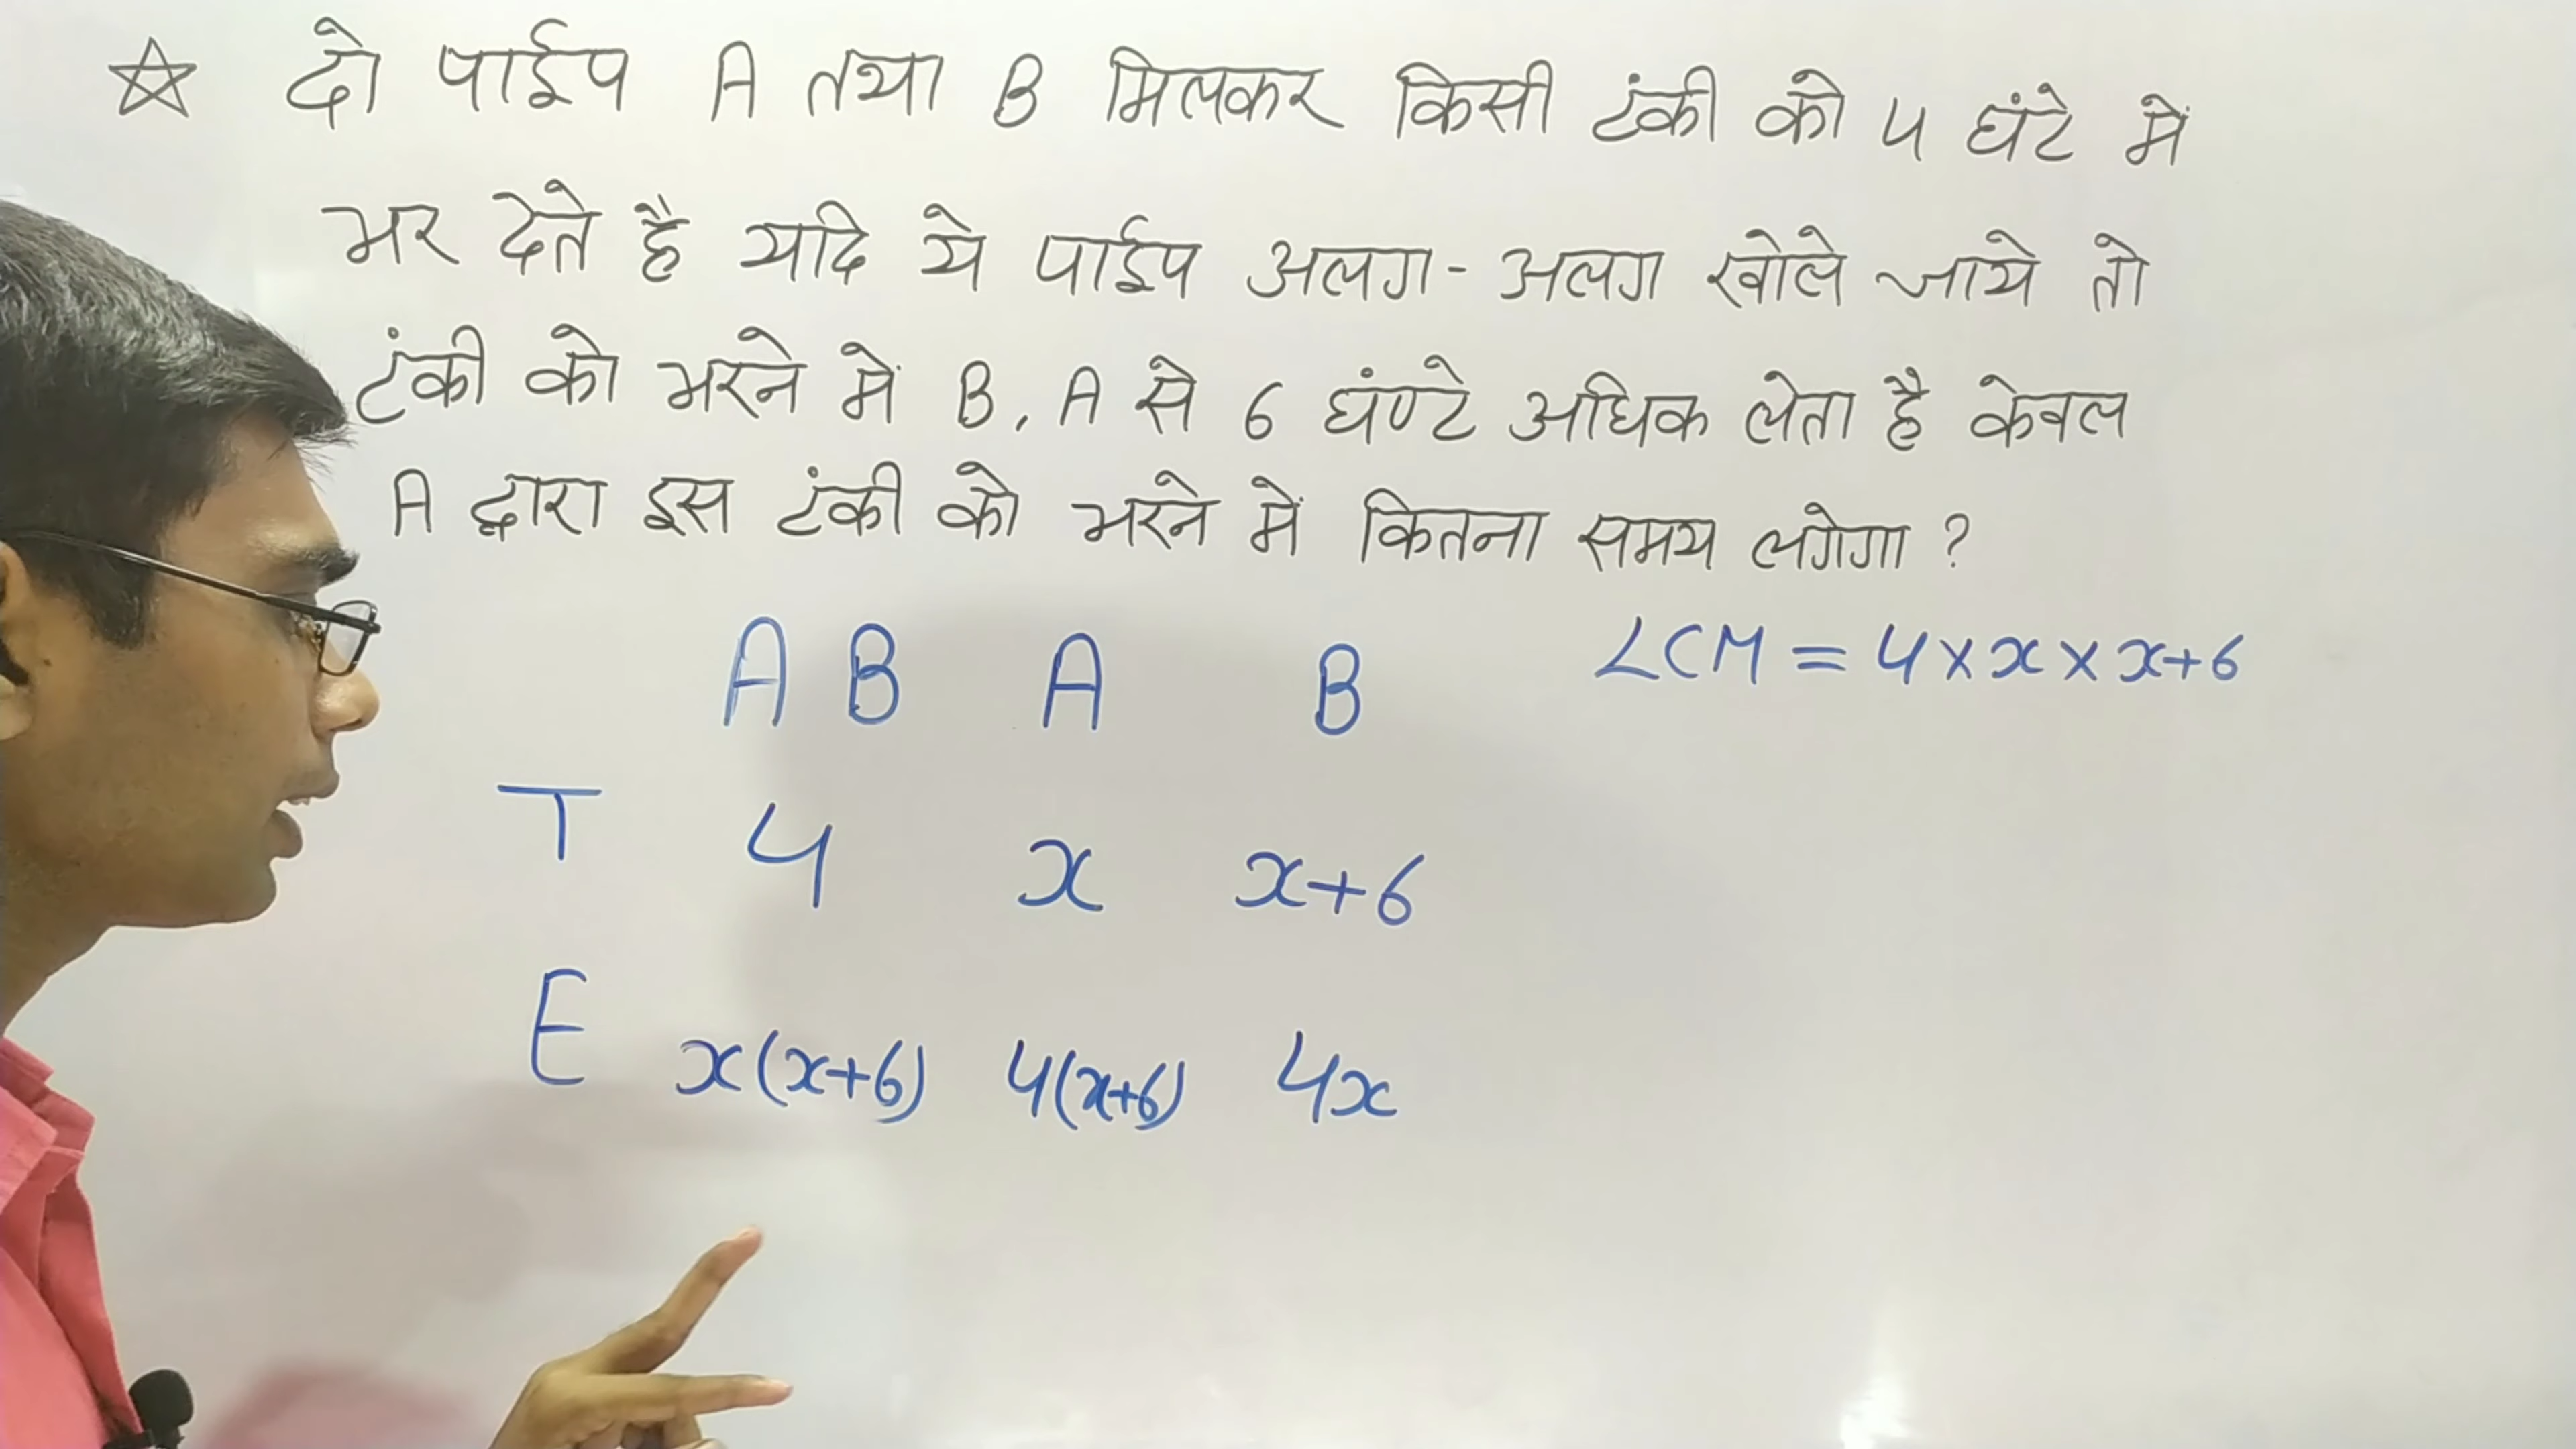 ☆ दो पाईप A तथा B मिलकर किसी टंकी को 4 घंटे में
भर देते है यदि ये पाईप अलग-अलग खोले जाये तो
टंकी को भरने में B, A से 6 घण्टे अधिक लेता है केवल
A द्वारा इस टंकी को भरने में कितना समय लगेगा ?
A B A B LCM = 4×x×x+6
T 4 x x+6
E x(x+6) 4(x+6) 4x